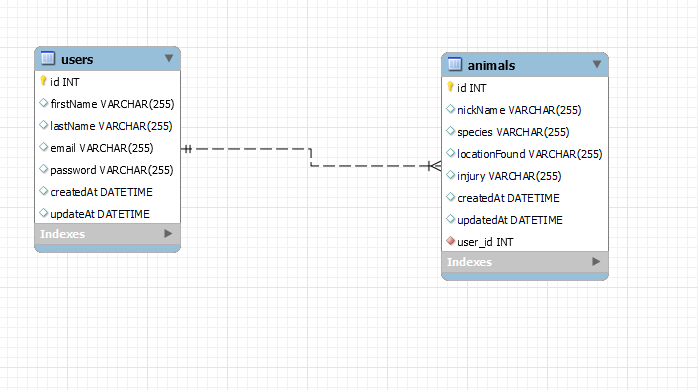 users
id INT
firstName VARCHAR(255)
lastName VARCHAR(255)
email VARCHAR(255)
password VARCHAR(255)
createdAt DATETIME
updateAt DATETIME
Indexes
animals
id INT
nickName VARCHAR(255)
species VARCHAR(255)
locationFound VARCHAR(255)
injury VARCHAR(255)
createdAt DATETIME
updatedAt DATETIME
user_id INT
Indexes